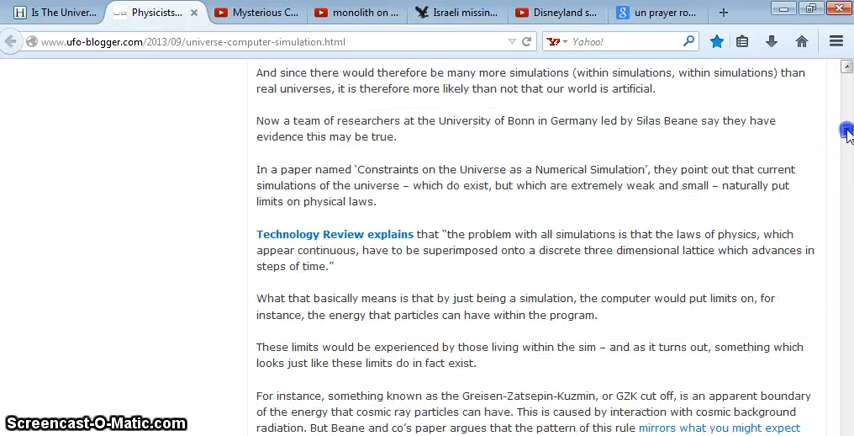 Is The Univer...
Physicists...
Mysterious C...
monolith on ...
Israeli missin...
Disneyland s...
un prayer ro...
www.ufo-blogger.com/2013/09/universe-computer-simulation.html
Yahoo!
And since there would therefore be many more simulations (within simulations, within simulations) than
real universes, it is therefore more likely than not that our world is artificial.
Now a team of researchers at the University of Bonn in Germany led by Silas Beane say they have
evidence this may be true.
In a paper named ‘Constraints on the Universe as a Numerical Simulation’, they point out that current
simulations of the universe – which do exist, but which are extremely weak and small – naturally put
limits on physical laws.
Technology Review explains that “the problem with all simulations is that the laws of physics, which
appear continuous, have to be superimposed onto a discrete three dimensional lattice which advances in
steps of time.”
What that basically means is that by just being a simulation, the computer would put limits on, for
instance, the energy that particles can have within the program.
These limits would be experienced by those living within the sim – and as it turns out, something which
looks just like these limits do in fact exist.
For instance, something known as the Greisen-Zatsepin-Kuzmin, or GZK cut off, is an apparent boundary
of the energy that cosmic ray particles can have. This is caused by interaction with cosmic background
radiation. But Beane and co’s paper argues that the pattern of this rule mirrors what you might expect
Screencast-O-Matic.com